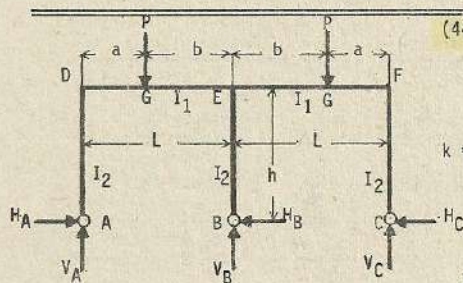 (4
P P
a b b a
D G I1 E I1 G F
L L
k =
I2 I2 h I2
HA A B HB C HC
VA VB VC